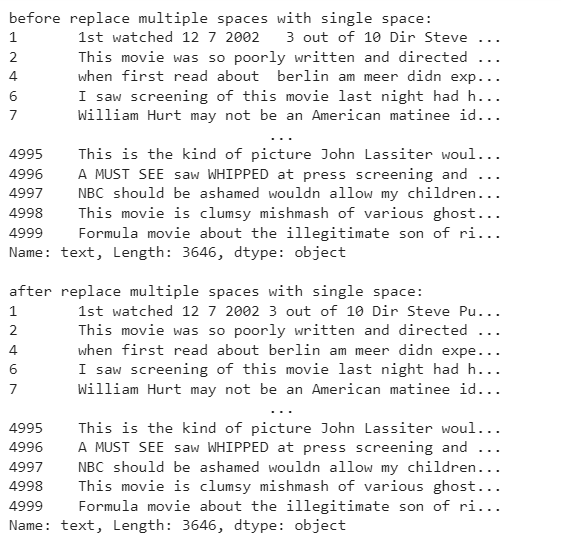 before replace multiple spaces with single space:
1       1st watched 12 7 2002   3 out of 10 Dir Steve ...
2       This movie was so poorly written and directed ...
4       when first read about  berlin am meer didn exp...
6       I saw screening of this movie last night had h...
7       William Hurt may not be an American matinee id...
                              ...
4995    This is the kind of picture John Lassiter woul...
4996    A MUST SEE saw WHIPPED at press screening and ...
4997    NBC should be ashamed wouldn allow my children...
4998    This movie is clumsy mishmash of various ghost...
4999    Formula movie about the illegitimate son of ri...
Name: text, Length: 3646, dtype: object

after replace multiple spaces with single space:
1       1st watched 12 7 2002 3 out of 10 Dir Steve Pu...
2       This movie was so poorly written and directed ...
4       when first read about berlin am meer didn expe...
6       I saw screening of this movie last night had h...
7       William Hurt may not be an American matinee id...
                              ...
4995    This is the kind of picture John Lassiter woul...
4996    A MUST SEE saw WHIPPED at press screening and ...
4997    NBC should be ashamed wouldn allow my children...
4998    This movie is clumsy mishmash of various ghost...
4999    Formula movie about the illegitimate son of ri...
Name: text, Length: 3646, dtype: object